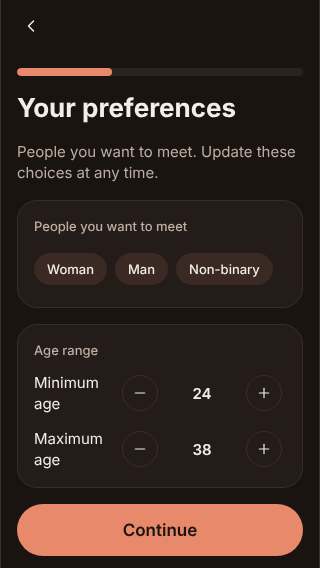 Your preferences
People you want to meet. Update these
choices at any time.
People you want to meet
Woman Man Non-binary
Age range
Minimum
age
− 24 +
Maximum
age
− 38 +
Continue